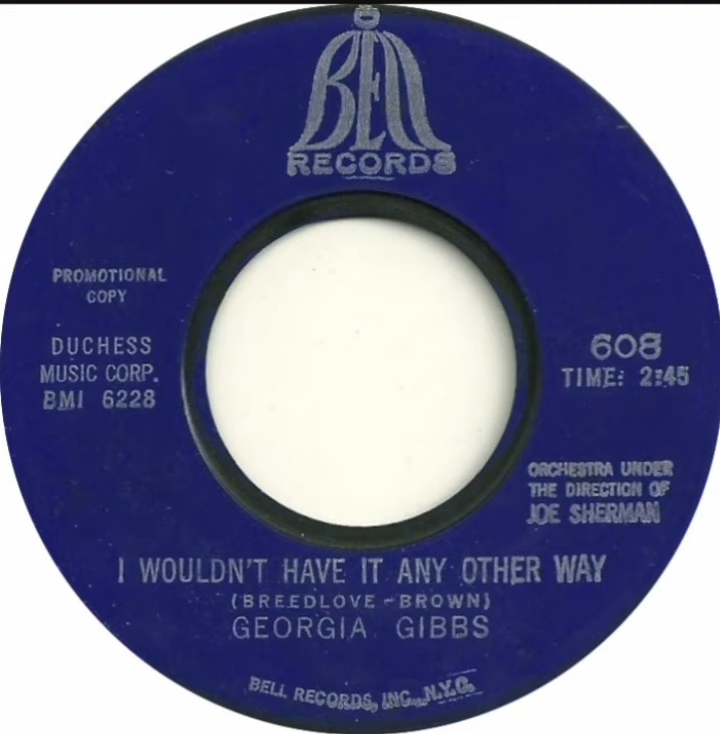 BELL
RECORDS
PROMOTIONAL
COPY
DUCHESS
MUSIC CORP.
BMI 6228
608
TIME: 2:45
ORCHESTRA UNDER
THE DIRECTION OF
JOE SHERMAN
I WOULDN'T HAVE IT ANY OTHER WAY
(BREEDLOVE-BROWN)
GEORGIA GIBBS
BELL RECORDS, INC., N.Y.C.